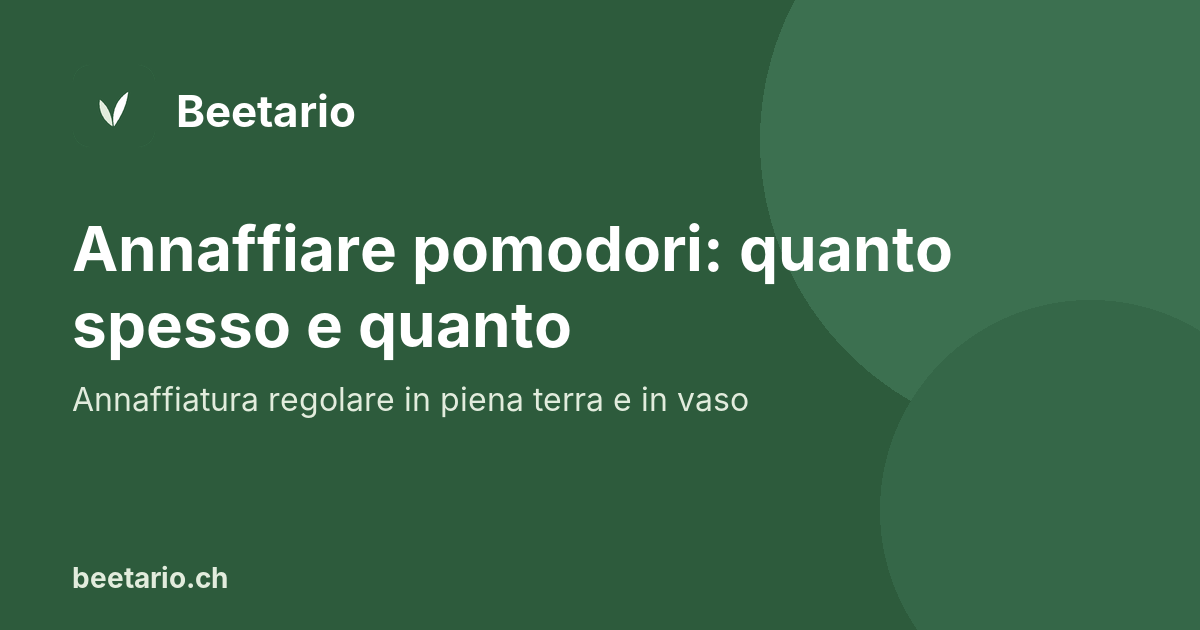 Beetario
Annaffiare pomodori: quanto
spesso e quanto
Annaffiatura regolare in piena terra e in vaso
beetario.ch